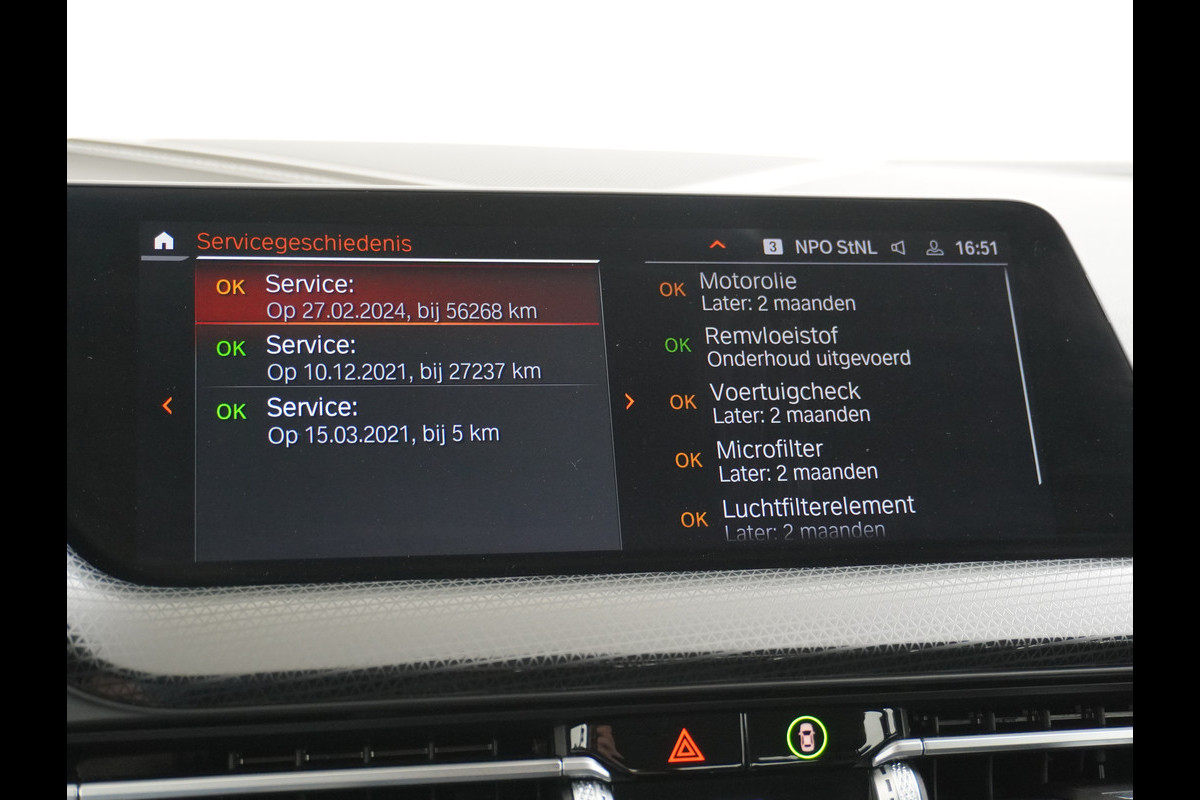 Servicegeschiedenis
3 NPO StNL 16:51
OK Service:
Op 27.02.2024, bij 56268 km
OK Service:
Op 10.12.2021, bij 27237 km
OK Service:
Op 15.03.2021, bij 5 km
OK Motorolie
Later: 2 maanden
OK Remvloeistof
Onderhoud uitgevoerd
OK Voertuigcheck
Later: 2 maanden
OK Microfilter
Later: 2 maanden
OK Luchtfilterelement
Later: 2 maanden